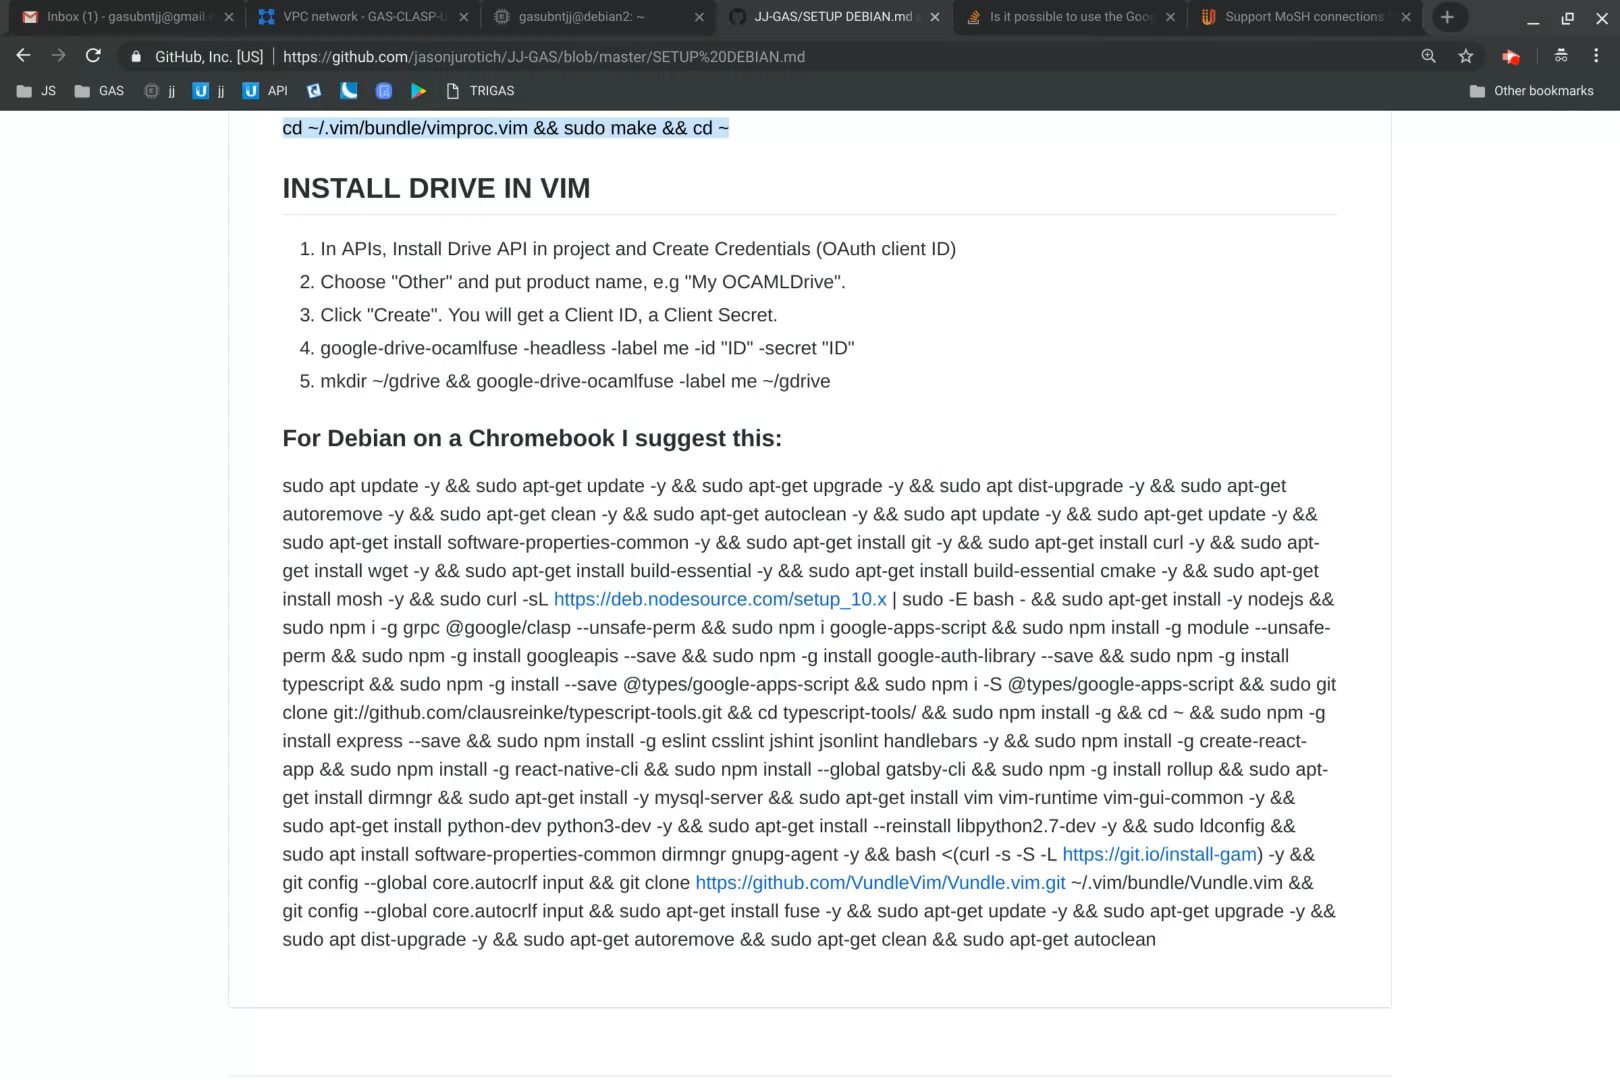 Inbox (1) - gasubntjj@gmail.c
VPC network - GAS-CLASP-U
gasubntjj@debian2: ~
JJ-GAS/SETUP DEBIAN.md a
Is it possible to use the Goog
Support MoSH connections f
GitHub, Inc. [US]
https://github.com/jasonjurotich/JJ-GAS/blob/master/SETUP%20DEBIAN.md
JS
GAS
jj
jj
API
TRIGAS
Other bookmarks
cd ~/.vim/bundle/vimproc.vim && sudo make && cd ~
INSTALL DRIVE IN VIM
1. In APIs, Install Drive API in project and Create Credentials (OAuth client ID)
2. Choose "Other" and put product name, e.g "My OCAMLDrive".
3. Click "Create". You will get a Client ID, a Client Secret.
4. google-drive-ocamlfuse -headless -label me -id "ID" -secret "ID"
5. mkdir ~/gdrive && google-drive-ocamlfuse -label me ~/gdrive
For Debian on a Chromebook I suggest this:
sudo apt update -y && sudo apt-get update -y && sudo apt-get upgrade -y && sudo apt dist-upgrade -y && sudo apt-get
autoremove -y && sudo apt-get clean -y && sudo apt-get autoclean -y && sudo apt update -y && sudo apt-get update -y &&
sudo apt-get install software-properties-common -y && sudo apt-get install git -y && sudo apt-get install curl -y && sudo apt-
get install wget -y && sudo apt-get install build-essential -y && sudo apt-get install build-essential cmake -y && sudo apt-get
install mosh -y && sudo curl -sL https://deb.nodesource.com/setup_10.x | sudo -E bash - && sudo apt-get install -y nodejs &&
sudo npm i -g grpc @google/clasp --unsafe-perm && sudo npm i google-apps-script && sudo npm install -g module --unsafe-
perm && sudo npm -g install googleapis --save && sudo npm -g install google-auth-library --save && sudo npm -g install
typescript && sudo npm -g install --save @types/google-apps-script && sudo npm i -S @types/google-apps-script && sudo git
clone git://github.com/clausreinke/typescript-tools.git && cd typescript-tools/ && sudo npm install -g && cd ~ && sudo npm -g
install express --save && sudo npm install -g eslint csslint jshint jsonlint handlebars -y && sudo npm install -g create-react-
app && sudo npm install -g react-native-cli && sudo npm install --global gatsby-cli && sudo npm -g install rollup && sudo apt-
get install dirmngr && sudo apt-get install -y mysql-server && sudo apt-get install vim vim-runtime vim-gui-common -y &&
sudo apt-get install python-dev python3-dev -y && sudo apt-get install --reinstall libpython2.7-dev -y && sudo ldconfig &&
sudo apt install software-properties-common dirmngr gnupg-agent -y && bash <(curl -s -S -L https://git.io/install-gam) -y &&
git config --global core.autocrlf input && git clone https://github.com/VundleVim/Vundle.vim.git ~/.vim/bundle/Vundle.vim &&
git config --global core.autocrlf input && sudo apt-get install fuse -y && sudo apt-get update -y && sudo apt-get upgrade -y &&
sudo apt dist-upgrade -y && sudo apt-get autoremove && sudo apt-get clean && sudo apt-get autoclean